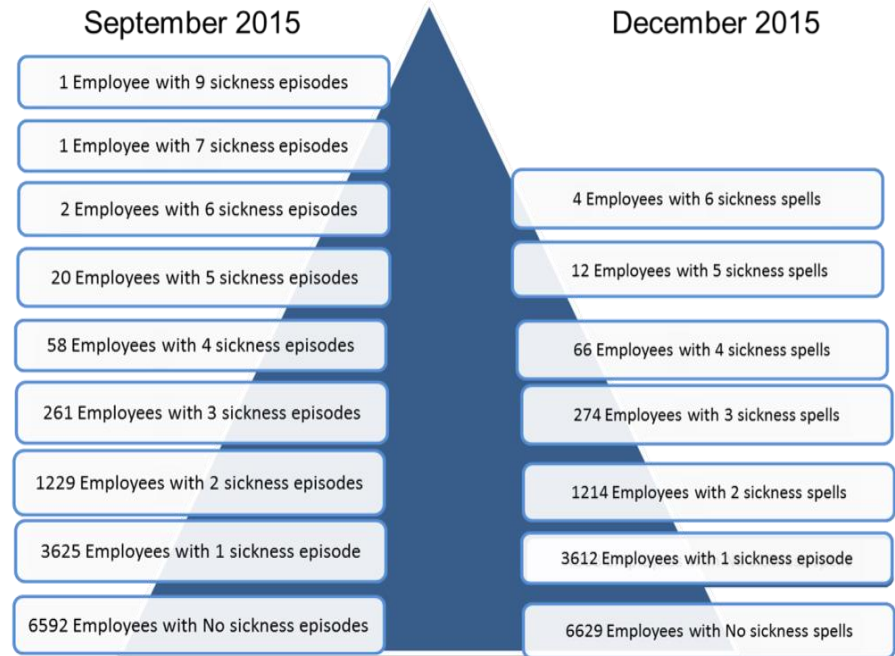 September 2015
1 Employee with 9 sickness episodes
1 Employee with 7 sickness episodes
2 Employees with 6 sickness episodes
20 Employees with 5 sickness episodes
58 Employees with 4 sickness episodes
261 Employees with 3 sickness episodes
1229 Employees with 2 sickness episodes
3625 Employees with 1 sickness episode
6592 Employees with No sickness episodes
December 2015
4 Employees with 6 sickness spells
12 Employees with 5 sickness spells
66 Employees with 4 sickness spells
274 Employees with 3 sickness spells
1214 Employees with 2 sickness spells
3612 Employees with 1 sickness episode
6629 Employees with No sickness spells